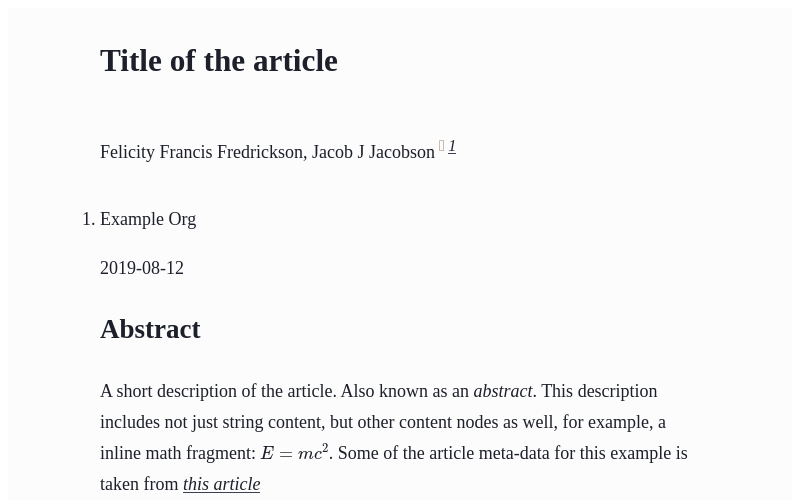 Title of the article
Felicity Francis Fredrickson, Jacob J Jacobson 1
1. Example Org
2019-08-12
Abstract
A short description of the article. Also known as an abstract. This description
includes not just string content, but other content nodes as well, for example, a
inline math fragment: E = mc². Some of the article meta-data for this example is
taken from this article